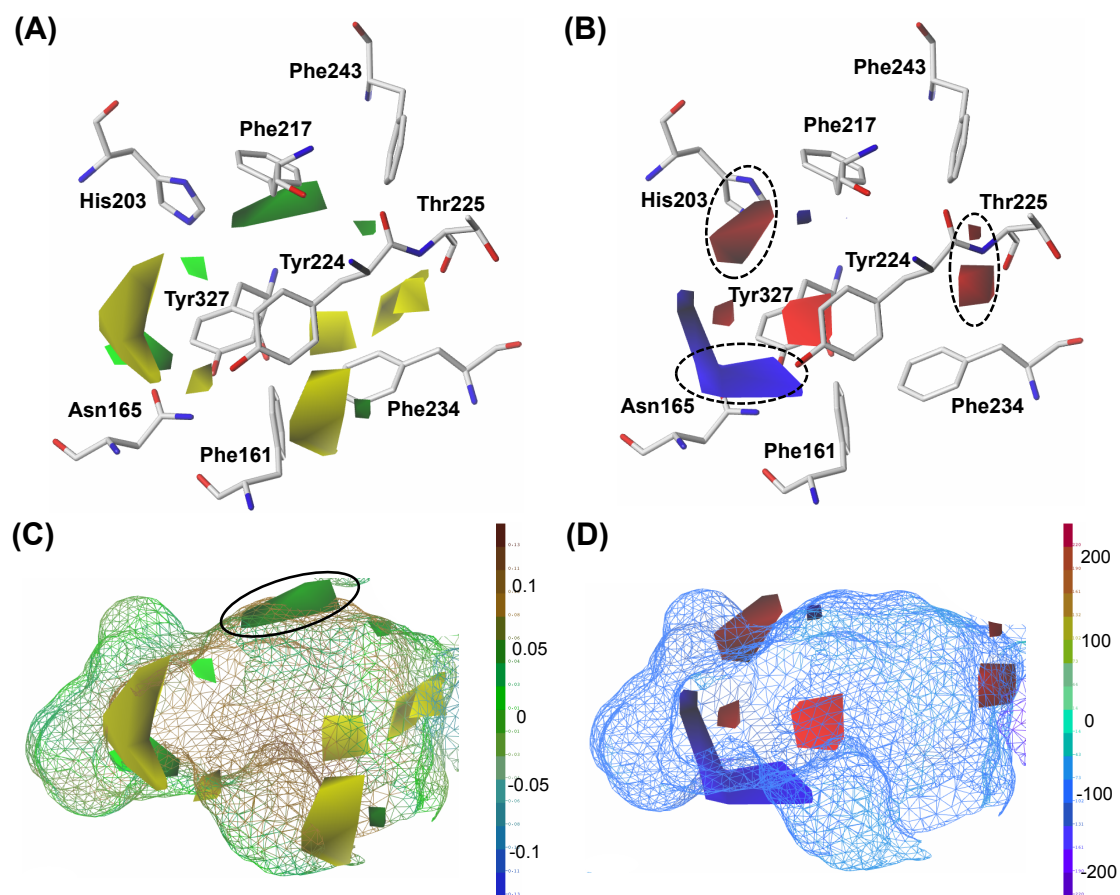 (A)
Phe243
Phe217
His203
Thr225
Tyr224
Tyr327
Asn165
Phe234
Phe161
(B)
Phe243
Phe217
His203
Thr225
Tyr224
Tyr327
Asn165
Phe234
Phe161
(C)
0.1
0.05
0
-0.05
-0.1
(D)
200
100
0
-100
-200